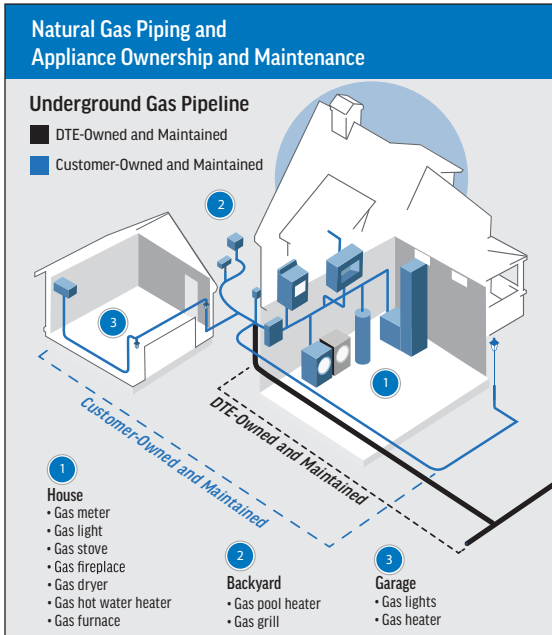 Natural Gas Piping and
Appliance Ownership and Maintenance
Underground Gas Pipeline
DTE-Owned and Maintained
Customer-Owned and Maintained
2
3
1
Customer-Owned and Maintained
DTE-Owned and Maintained
1
House
• Gas meter
• Gas light
• Gas stove
• Gas fireplace
• Gas dryer
• Gas hot water heater
• Gas furnace
2
Backyard
• Gas pool heater
• Gas grill
3
Garage
• Gas lights
• Gas heater